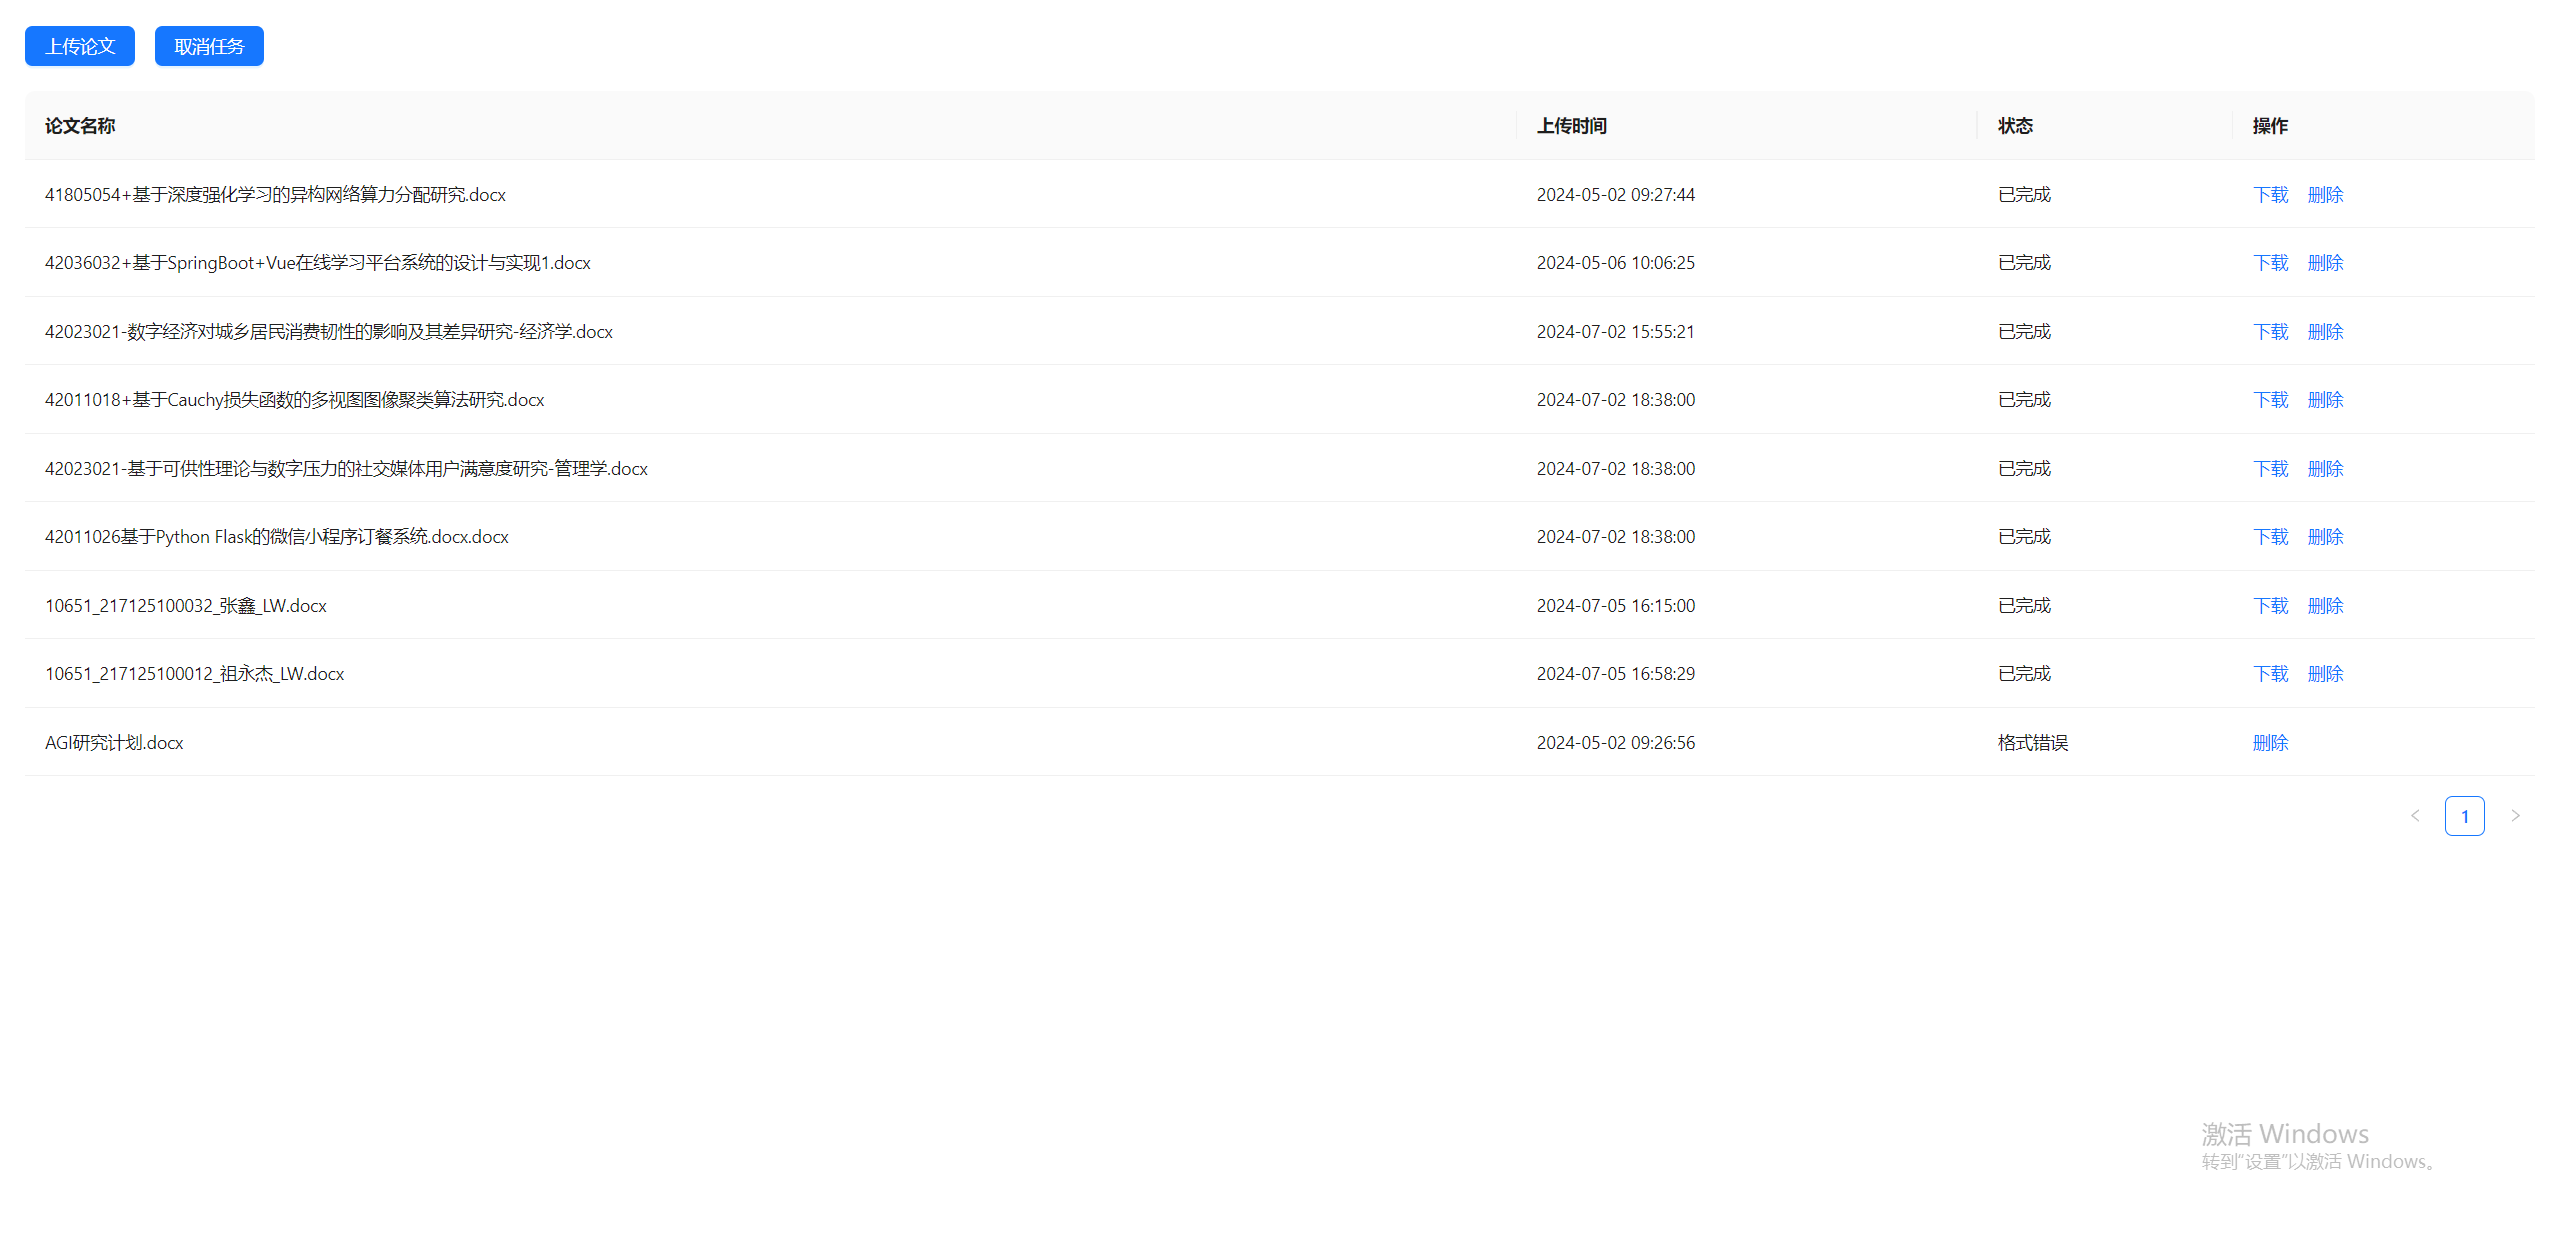 上传论文 取消任务
论文名称 上传时间 状态 操作
41805054+基于深度强化学习的异构网络算力分配研究.docx 2024-05-02 09:27:44 已完成 下载 删除
42036032+基于SpringBoot+Vue在线学习平台系统的设计与实现1.docx 2024-05-06 10:06:25 已完成 下载 删除
42023021-数字经济对城乡居民消费韧性的影响及其差异研究-经济学.docx 2024-07-02 15:55:21 已完成 下载 删除
42011018+基于Cauchy损失函数的多视图图像聚类算法研究.docx 2024-07-02 18:38:00 已完成 下载 删除
42023021-基于可供性理论与数字压力的社交媒体用户满意度研究-管理学.docx 2024-07-02 18:38:00 已完成 下载 删除
42011026基于Python Flask的微信小程序订餐系统.docx.docx 2024-07-02 18:38:00 已完成 下载 删除
10651_217125100032_张鑫_LW.docx 2024-07-05 16:15:00 已完成 下载 删除
10651_217125100012_祖永杰_LW.docx 2024-07-05 16:58:29 已完成 下载 删除
AGI研究计划.docx 2024-05-02 09:26:56 格式错误 删除
< 1 >
激活 Windows
转到“设置”以激活 Windows。